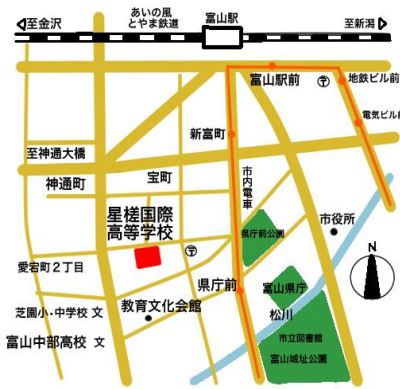 至金沢
あいの風
とやま鉄道
富山駅
至新潟
富山駅前
〒
地鉄ビル前
電気ビル前
新富町
至神通大橋
神通町
宝町
市内電車
星槎国際
高等学校
県庁前公園
市役所
〒
N
愛宕町2丁目
県庁前
富山県庁
芝園小・中学校 文
教育文化会館
松川
富山中部高校 文
市立図書館
富山城址公園